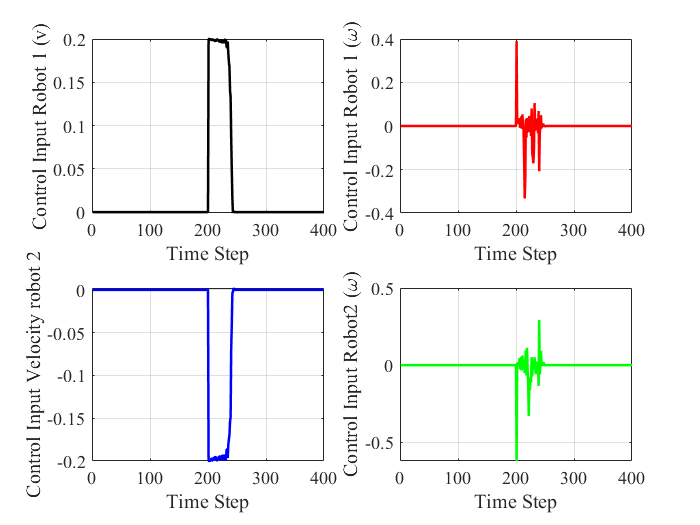 Control Input Robot 1 (v)
0.2
0.15
0.1
0.05
0
0 100 200 300 400
Time Step
Control Input Robot 1 (ω)
0.4
0.2
0
-0.2
-0.4
0 100 200 300 400
Time Step
Control Input Velocity robot 2
0
-0.05
-0.1
-0.15
-0.2
0 100 200 300 400
Time Step
Control Input Robot2 (ω)
0.5
0
-0.5
0 100 200 300 400
Time Step